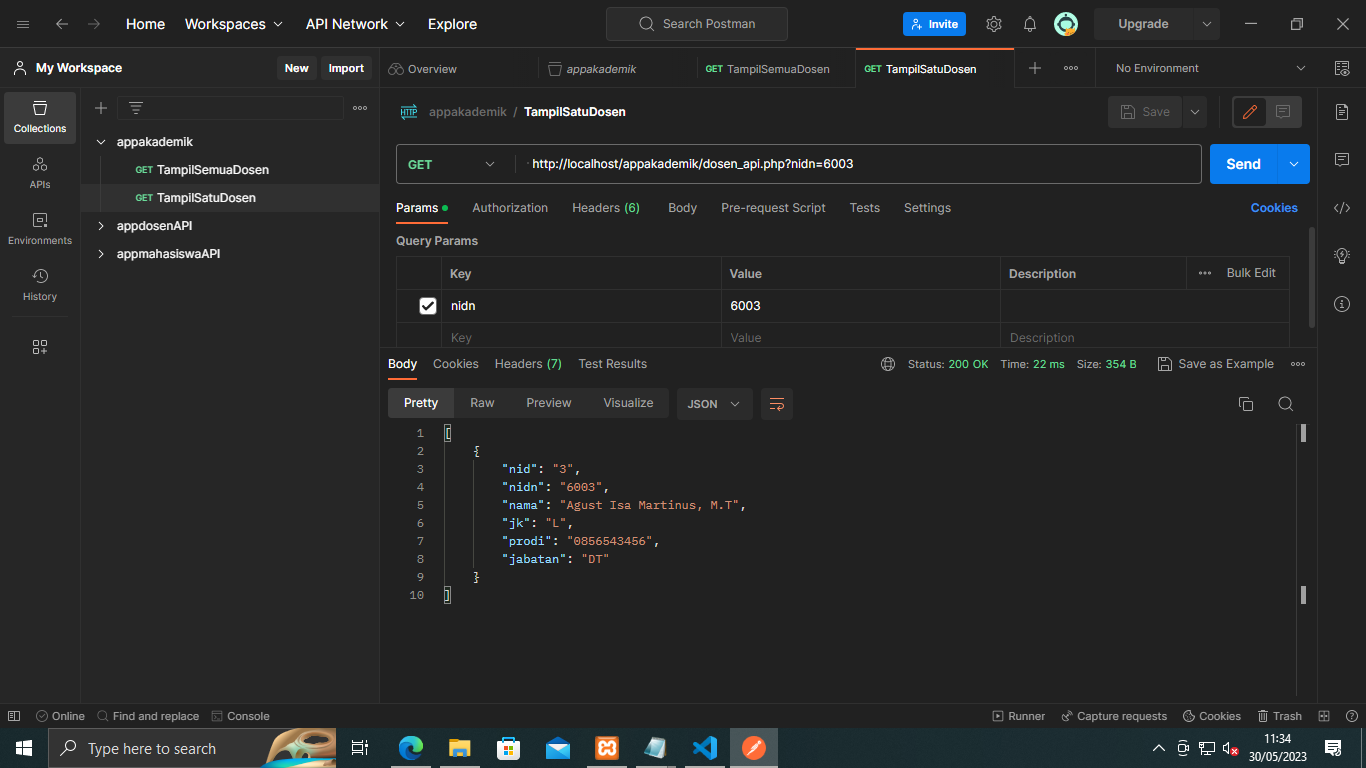 Home Workspaces API Network Explore Search Postman Invite Upgrade
My Workspace New Import Overview appakademik GET TampilSemuaDosen GET TampilSatuDosen No Environment
Collections
APIs
Environments
History
appakademik
GET TampilSemuaDosen
GET TampilSatuDosen
appdosenAPI
appmahasiswaAPI
HTTP appakademik / TampilSatuDosen Save
GET http://localhost/appakademik/dosen_api.php?nidn=6003 Send
Params Authorization Headers (6) Body Pre-request Script Tests Settings Cookies
Query Params
Key Value Description Bulk Edit
nidn 6003
Key Value Description
Body Cookies Headers (7) Test Results Status: 200 OK Time: 22 ms Size: 354 B Save as Example
Pretty Raw Preview Visualize JSON
1 [
2 {
3 "nid": "3",
4 "nidn": "6003",
5 "nama": "Agust Isa Martinus, M.T",
6 "jk": "L",
7 "prodi": "0856543456",
8 "jabatan": "DT"
9 }
10 ]
Online Find and replace Console Runner Capture requests Cookies Trash
Type here to search 11:34
30/05/2023